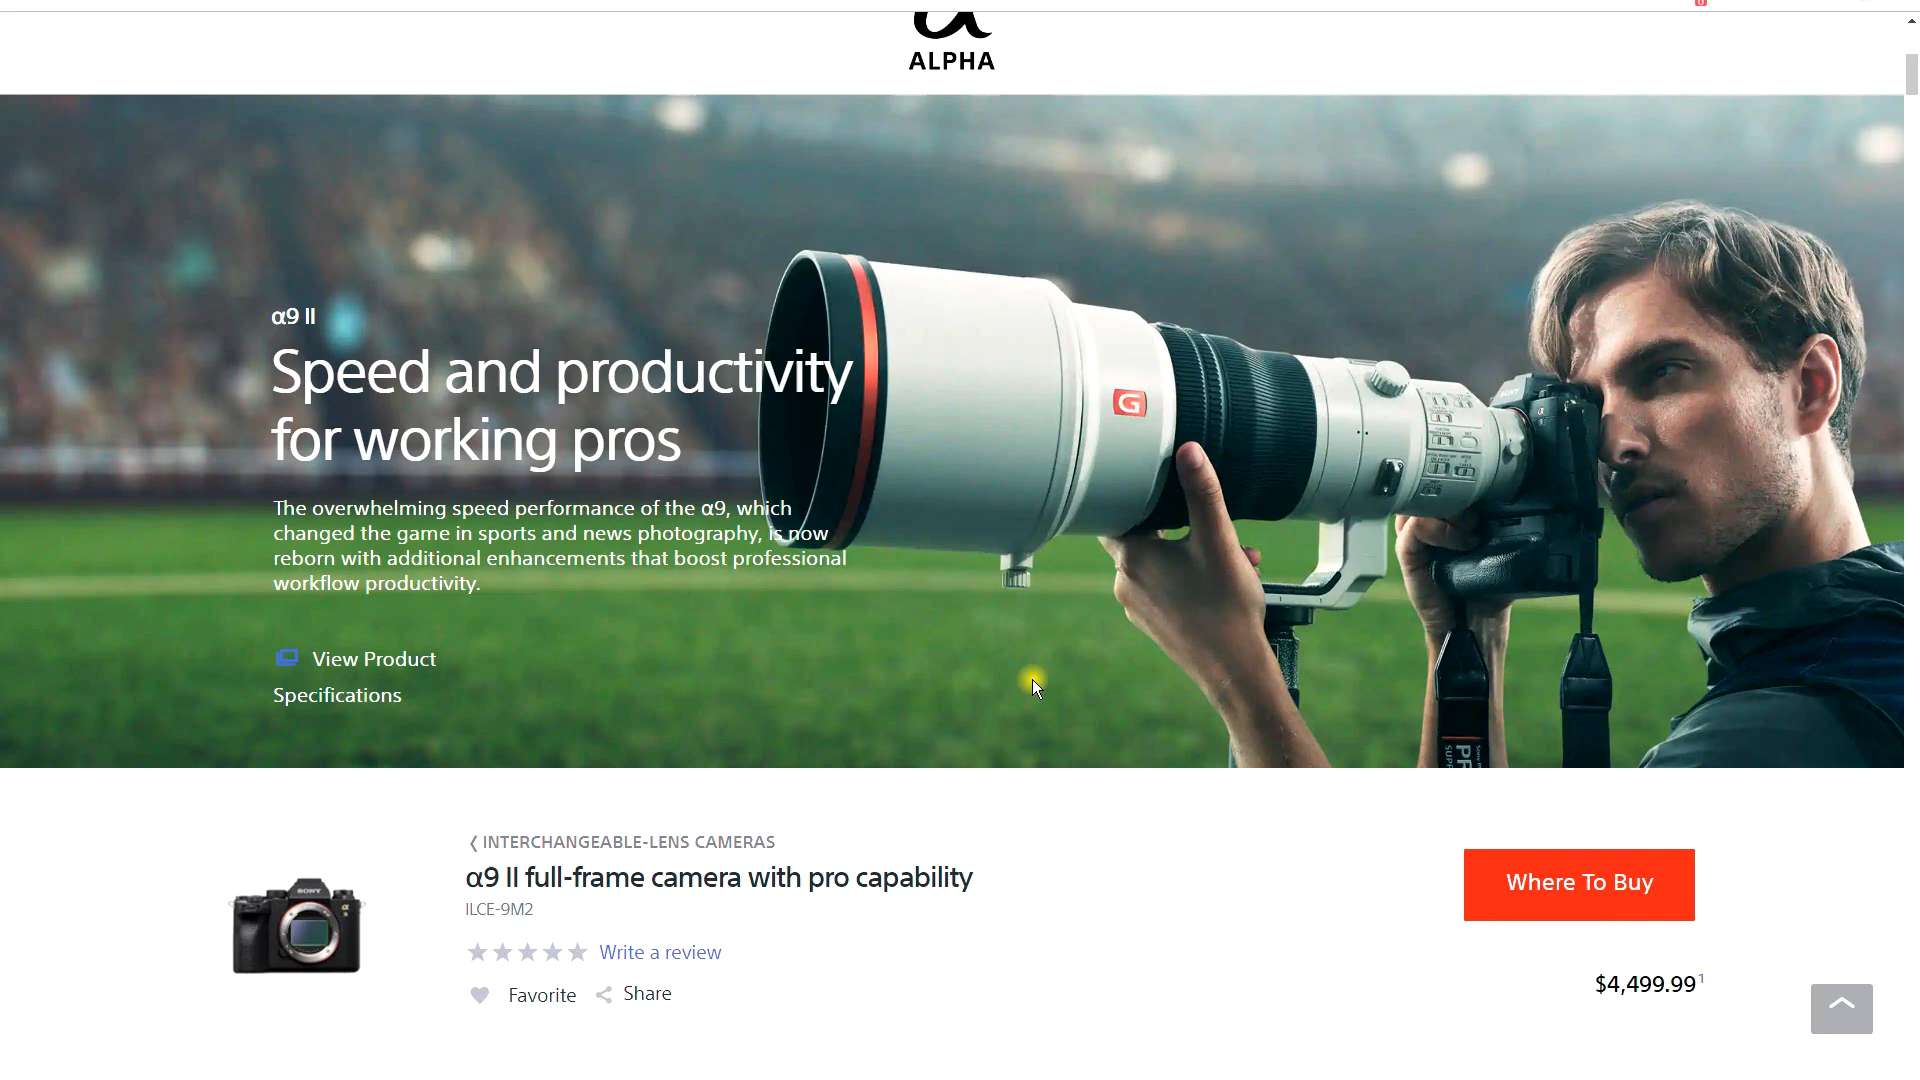 ALPHA
α9 II
Speed and productivity
for working pros
The overwhelming speed performance of the α9, which
changed the game in sports and news photography, is now
reborn with additional enhancements that boost professional
workflow productivity.
View Product
Specifications
G
SONY
INTERCHANGEABLE-LENS CAMERAS
α9 II full-frame camera with pro capability
ILCE-9M2
Write a review
Favorite
Share
Where To Buy
$4,499.99¹
SONY